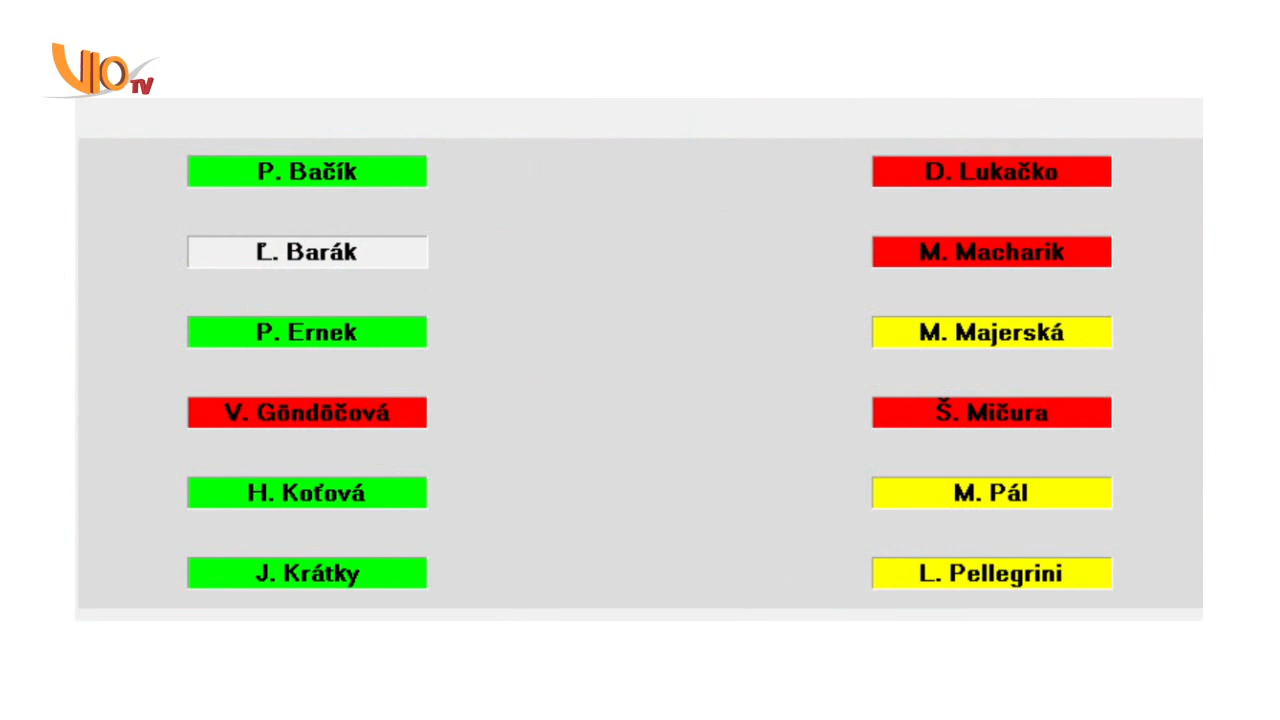 VIO TV
P. Bačík
Ľ. Barák
P. Ernek
V. Göndöčová
H. Koťová
J. Krátky
D. Lukačko
M. Macharik
M. Majerská
Š. Mičura
M. Pál
L. Pellegrini